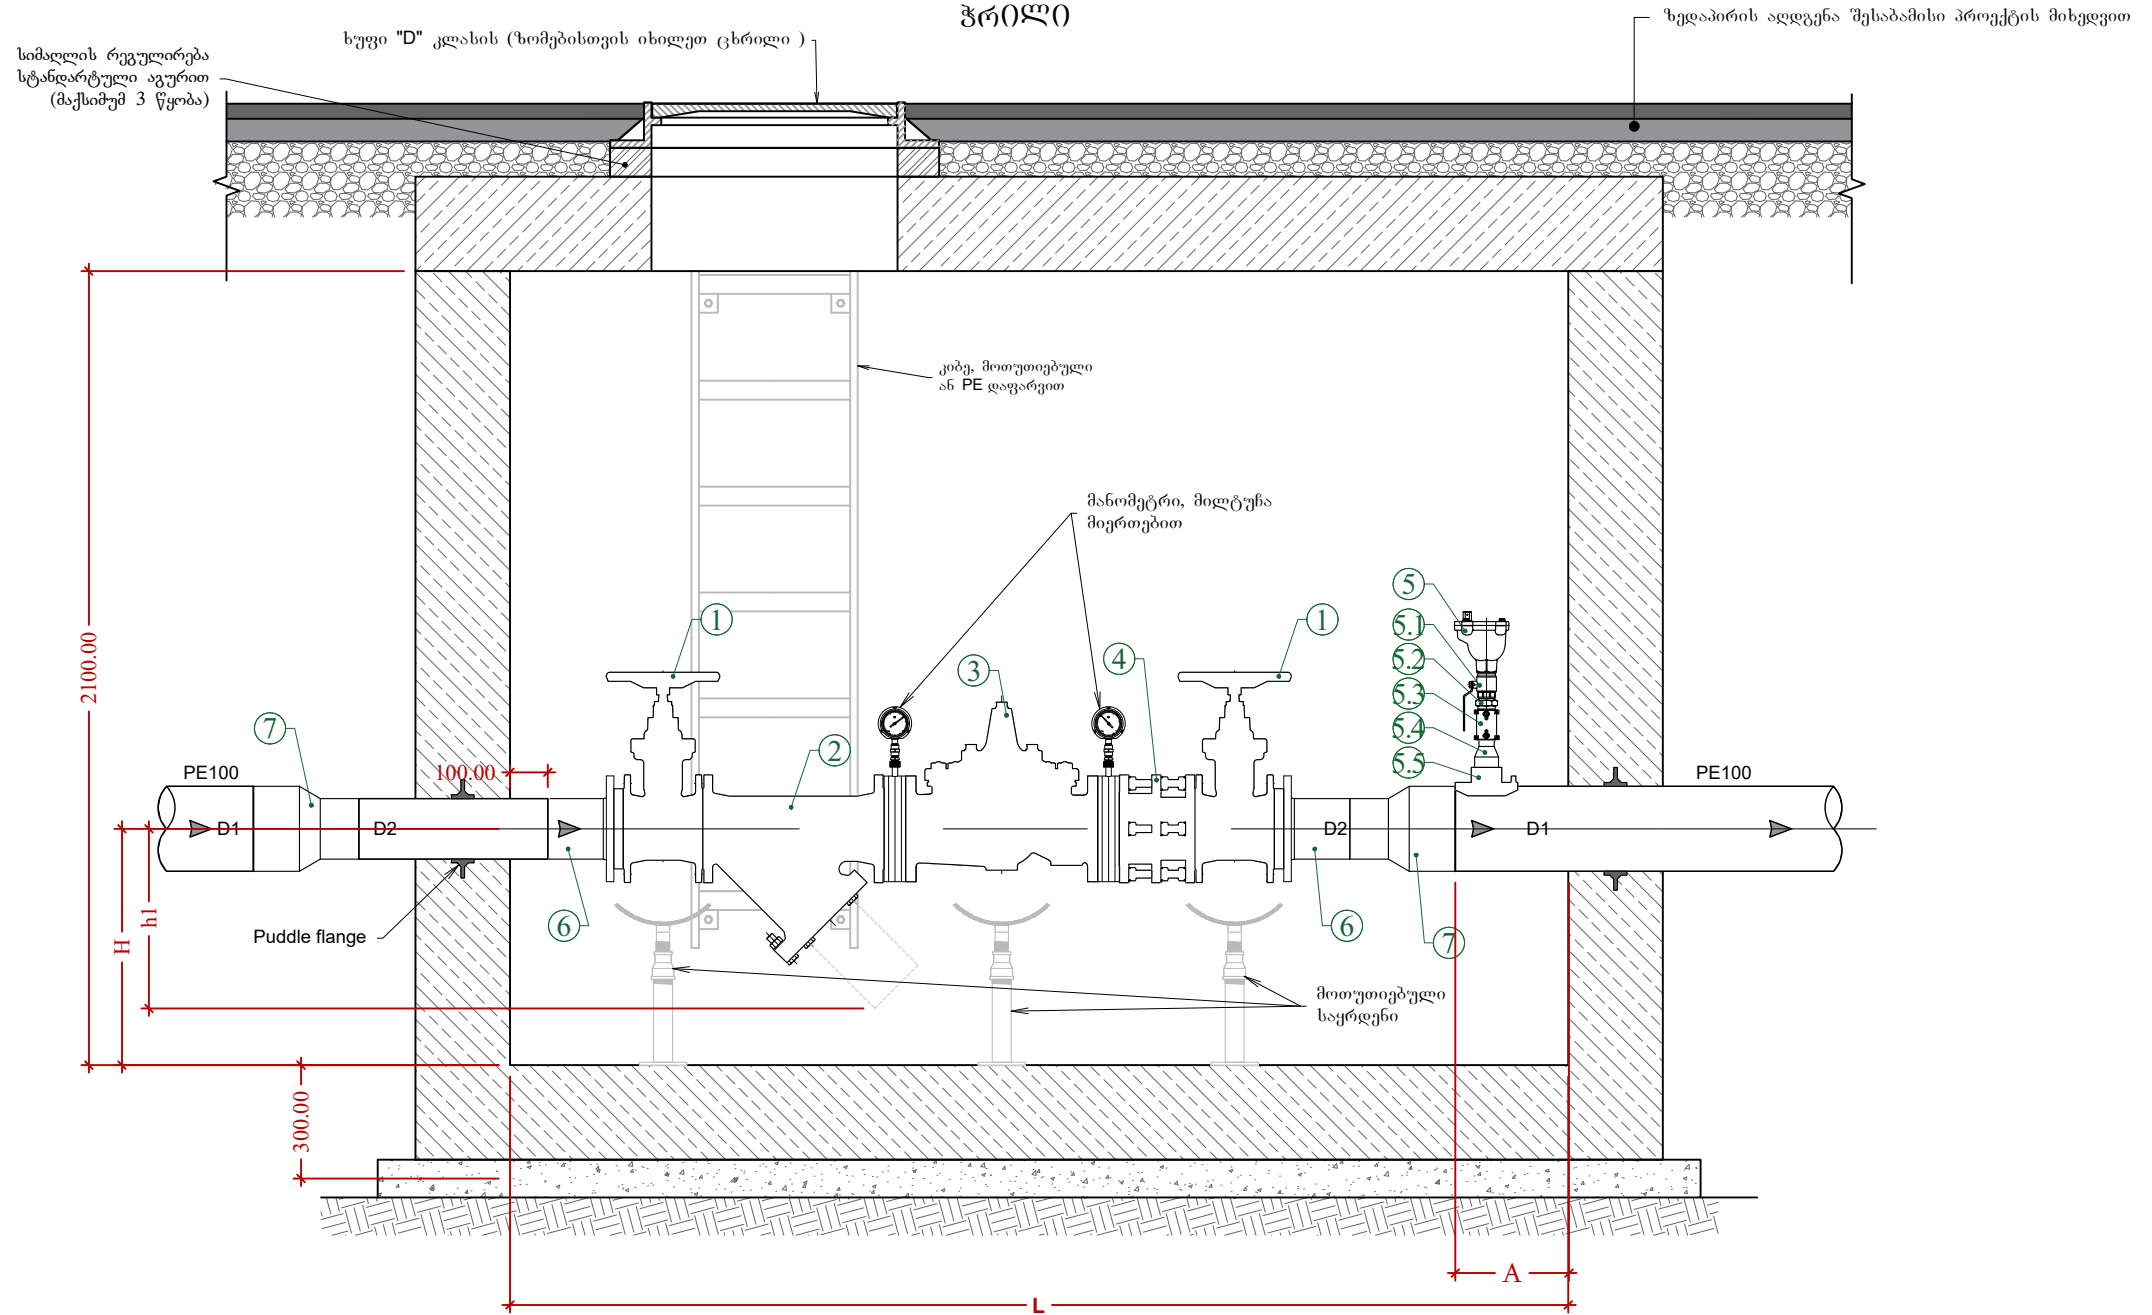 ჭრილი
ზედაპირის აღდგენა შესაბამისი პროექტის მიხედვით
ხუფი "D" კლასის (ზომებისთვის იხილეთ ცხრილი )
სიმაღლის რეგულირება
სტანდარტული აგურით
(მაქსიმუმ 3 წყობა)
კიბე, მოთუთიებული
ან PE დაფარვით
მანომეტრი, მილტუჩა
მიერთებით
5
1
1
5.1
4
5.2
3
5.3
7
5.4
2
5.5
2100.00
100.00
PE100
PE100
D1
D2
D2
D1
h1
H
6
6
7
Puddle flange
მოთუთიებული
საყრდენი
300.00
A
L